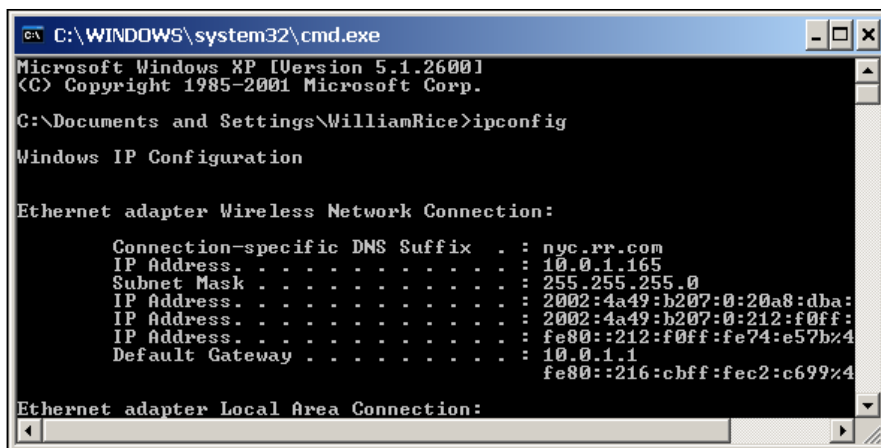 C:\WINDOWS\system32\cmd.exe
Microsoft Windows XP [Version 5.1.2600]
(C) Copyright 1985-2001 Microsoft Corp.
C:\Documents and Settings\WilliamRice>ipconfig
Windows IP Configuration
Ethernet adapter Wireless Network Connection:
Connection-specific DNS Suffix . : nyc.rr.com
IP Address. . . . . . . . . . . . : 10.0.1.165
Subnet Mask . . . . . . . . . . . : 255.255.255.0
IP Address. . . . . . . . . . . . : 2002:4a49:b207:0:20a8:dba:
IP Address. . . . . . . . . . . . : 2002:4a49:b207:0:212:f0ff:
IP Address. . . . . . . . . . . . : fe80::212:f0ff:fe74:e57b%4
Default Gateway . . . . . . . . . : 10.0.1.1
fe80::216:cbff:fec2:c699%4
Ethernet adapter Local Area Connection: